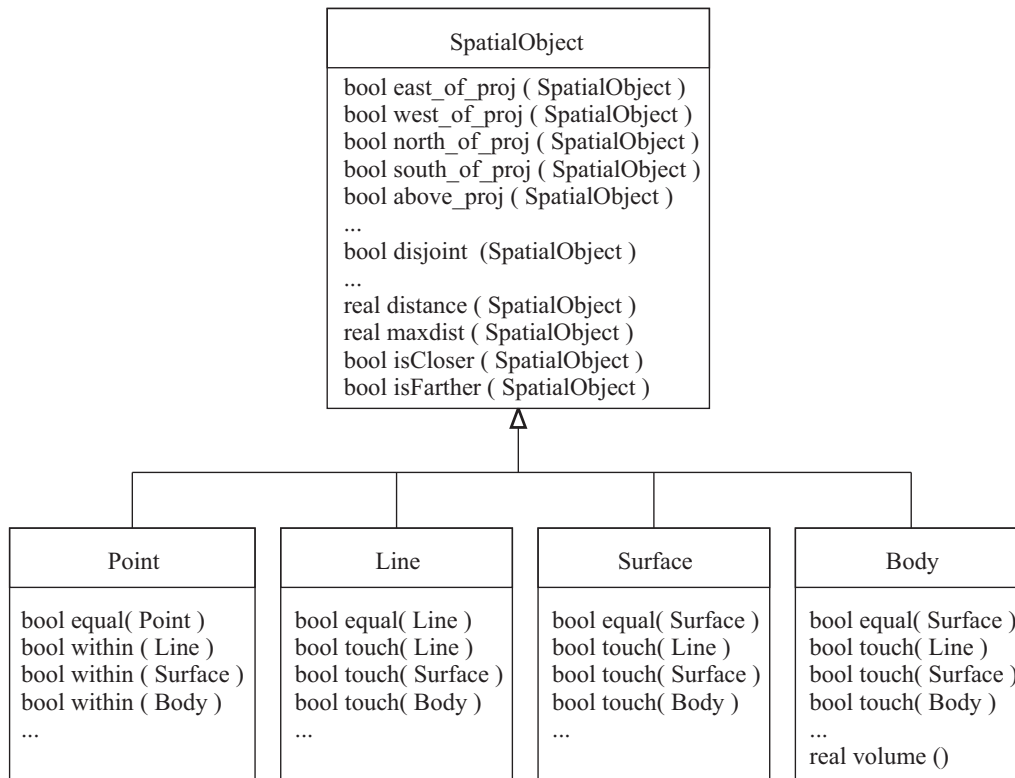 SpatialObject
bool east_of_proj ( SpatialObject )
bool west_of_proj ( SpatialObject )
bool north_of_proj ( SpatialObject )
bool south_of_proj ( SpatialObject )
bool above_proj ( SpatialObject )
...
bool disjoint (SpatialObject )
...
real distance ( SpatialObject )
real maxdist ( SpatialObject )
bool isCloser ( SpatialObject )
bool isFarther ( SpatialObject )
Point
bool equal( Point )
bool within ( Line )
bool within ( Surface )
bool within ( Body )
...
Line
bool equal( Line )
bool touch( Line )
bool touch( Surface )
bool touch( Body )
...
Surface
bool equal( Surface )
bool touch( Line )
bool touch( Surface )
bool touch( Body )
...
Body
bool equal( Surface )
bool touch( Line )
bool touch( Surface )
bool touch( Body )
...
real volume ()